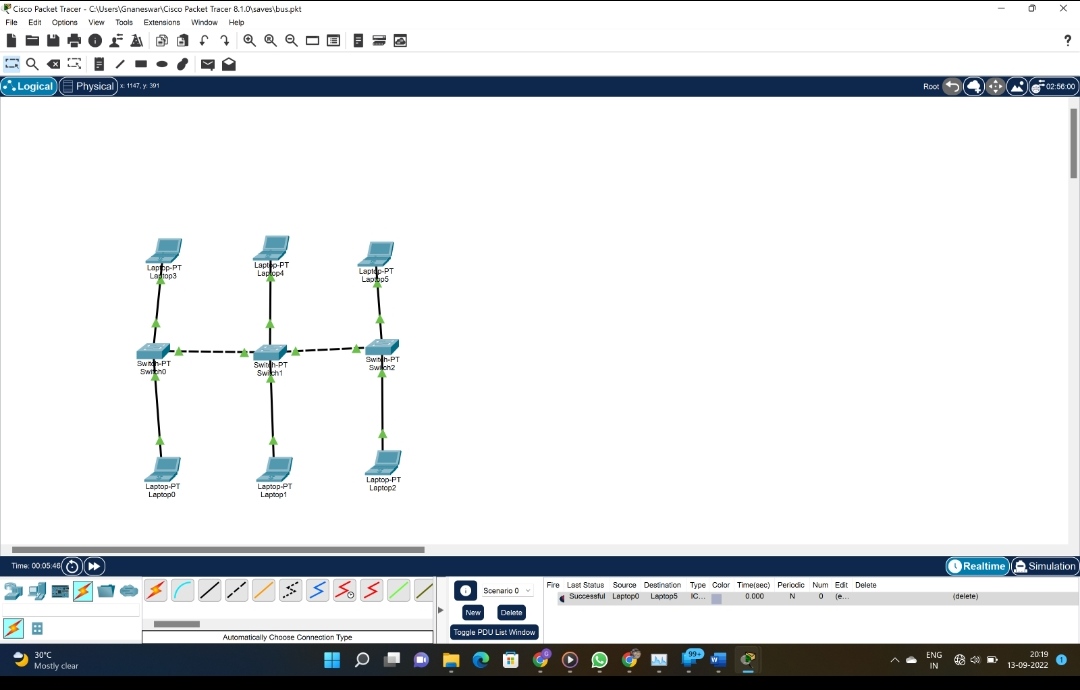 Cisco Packet Tracer - C:\Users\Gnaneswar\Cisco Packet Tracer 8.1.0\saves\bus.pkt
File Edit Options View Tools Extensions Window Help
?
Logical Physical x: 1147, y: 391 Root 02:56:00
Laptop-PT
Laptop3
Laptop-PT
Laptop4
Laptop-PT
Laptop5
Switch-PT
Switch0
Switch-PT
Switch1
Switch-PT
Switch2
Laptop-PT
Laptop0
Laptop-PT
Laptop1
Laptop-PT
Laptop2
Time: 00:05:46 Realtime Simulation
Scenario 0
New Delete
Toggle PDU List Window
Fire Last Status Source Destination Type Color Time(sec) Periodic Num Edit Delete
Successful Laptop0 Laptop5 IC... 0.000 N 0 (e... (delete)
Automatically Choose Connection Type
30°C
Mostly clear
99+
ENG
IN
20:19
13-09-2022
1